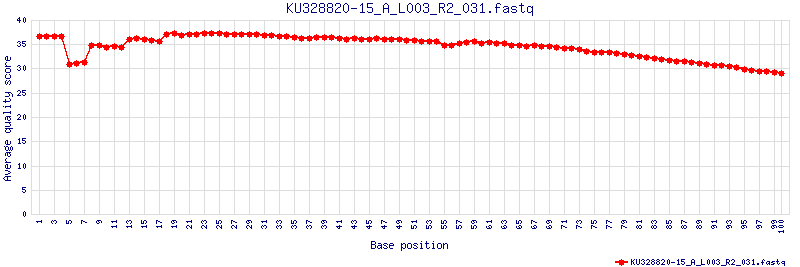 KU328820-15_A_L003_R2_031.fastq
Average quality score
40
35
30
25
20
15
10
5
0
1 3 5 7 9 11 13 15 17 19 21 23 25 27 29 31 33 35 37 39 41 43 45 47 49 51 53 55 57 59 61 63 65 67 69 71 73 75 77 79 81 83 85 87 89 91 93 95 97 99 100
Base position
KU328820-15_A_L003_R2_031.fastq